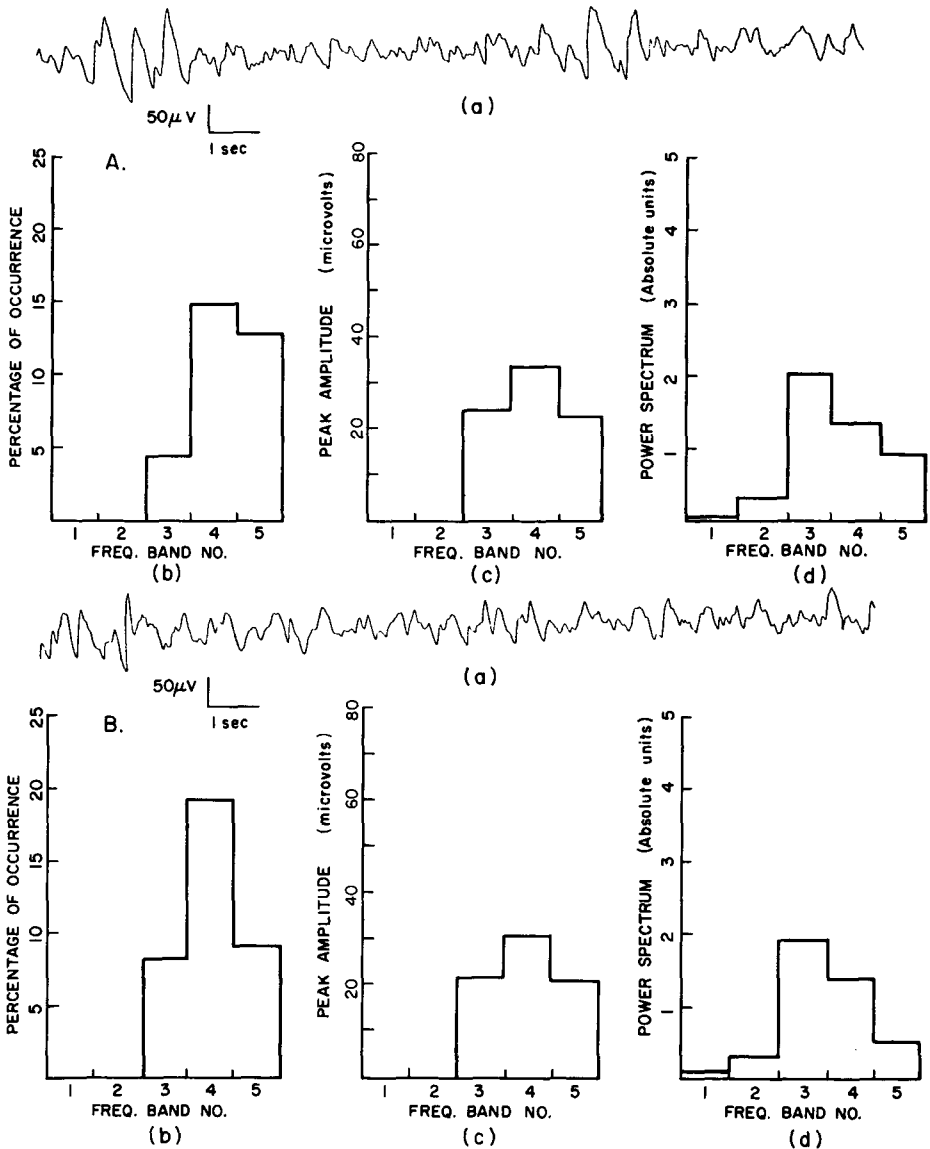 (a)
50μV
1 sec
A.
PERCENTAGE OF OCCURRENCE
25
20
15
10
5
1 2 3 4 5
FREQ. BAND NO.
(b)
PEAK AMPLITUDE (microvolts)
80
60
40
20
1 2 3 4 5
FREQ. BAND NO.
(c)
POWER SPECTRUM (Absolute units)
5
4
3
2
1
1 2 3 4 5
FREQ. BAND NO.
(d)
(a)
50μV
1 sec
B.
PERCENTAGE OF OCCURRENCE
25
20
15
10
5
1 2 3 4 5
FREQ. BAND NO.
(b)
PEAK AMPLITUDE (microvolts)
80
60
40
20
1 2 3 4 5
FREQ. BAND NO.
(c)
POWER SPECTRUM (Absolute units)
5
4
3
2
1
1 2 3 4 5
FREQ. BAND NO.
(d)